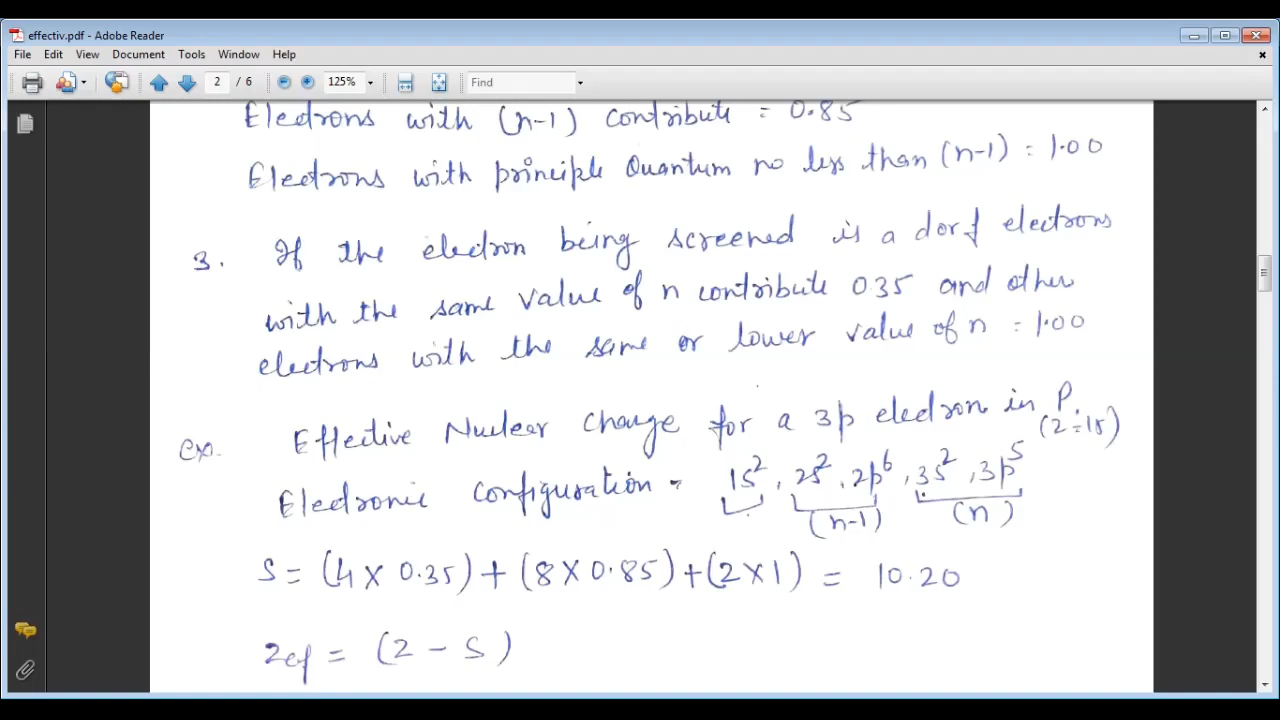 effectiv.pdf - Adobe Reader
File Edit View Document Tools Window Help
2 / 6 125% Find
Electrons with (n-1) contribute = 0.85
Electrons with principle Quantum no less than (n-1) = 1.00
3. If the electron being screened is a d or f electrons
with the same value of n contribute 0.35 and other
electrons with the same or lower value of n = 1.00
ex. Effective Nuclear Charge for a 3p electron in P.
(Z=15)
Electronic configuration - 1s², 2s², 2p⁶, 3s², 3p⁵
(n-1) (n)
S = (4 X 0.35) + (8 X 0.85) + (2 X 1) = 10.20
Zef = (Z - S)